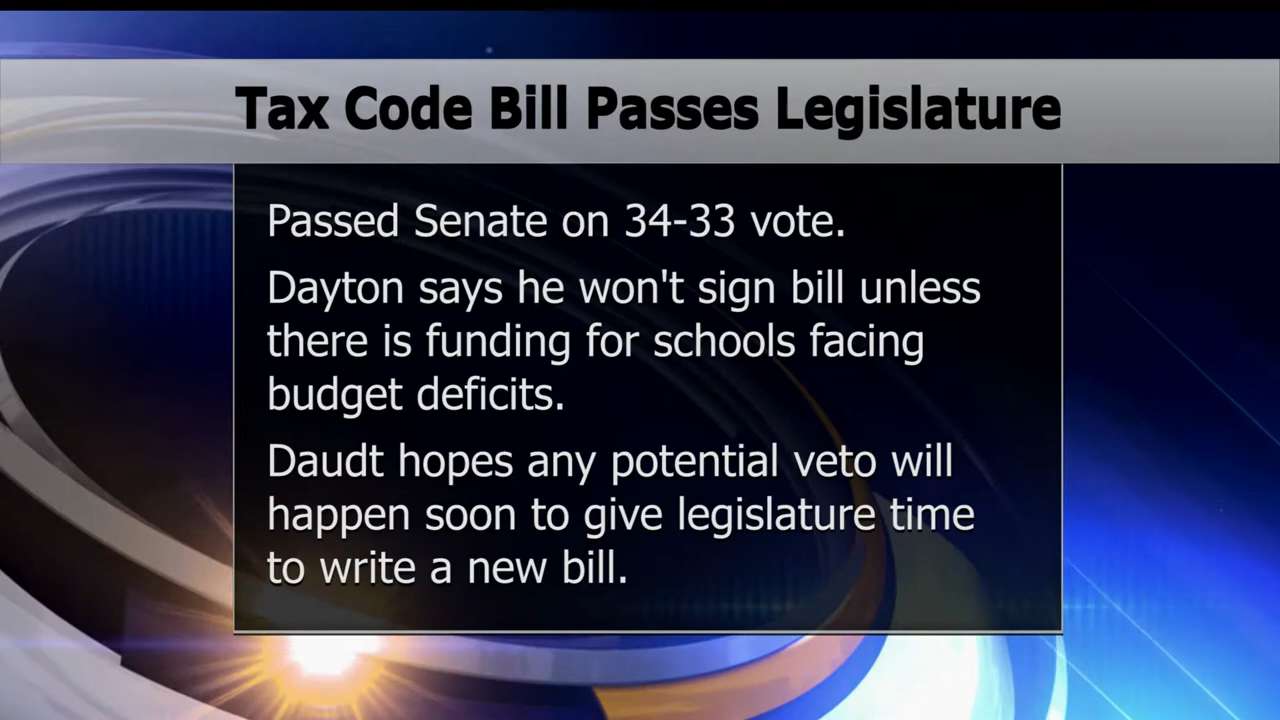 Tax Code Bill Passes Legislature
Passed Senate on 34-33 vote.
Dayton says he won't sign bill unless
there is funding for schools facing
budget deficits.
Daudt hopes any potential veto will
happen soon to give legislature time
to write a new bill.